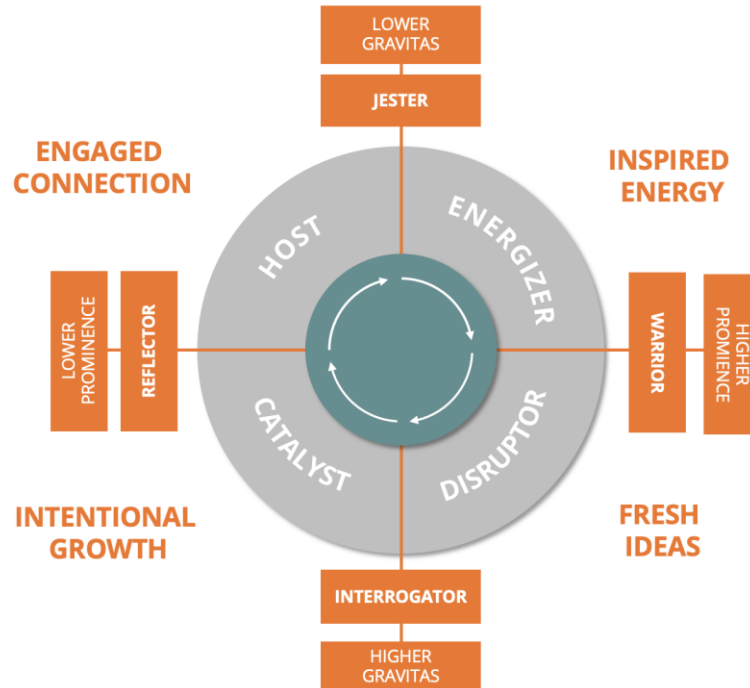 LOWER
GRAVITAS
JESTER
ENGAGED
CONNECTION
INSPIRED
ENERGY
HOST
ENERGIZER
LOWER
PROMINENCE
REFLECTOR
WARRIOR
HIGHER
PROMIENCE
CATALYST
DISRUPTOR
INTENTIONAL
GROWTH
FRESH
IDEAS
INTERROGATOR
HIGHER
GRAVITAS